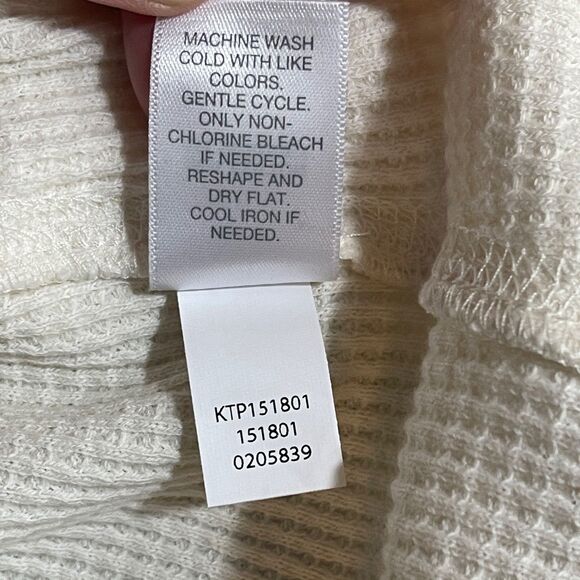 MACHINE WASH
COLD WITH LIKE
COLORS.
GENTLE CYCLE.
ONLY NON-
CHLORINE BLEACH
IF NEEDED.
RESHAPE AND
DRY FLAT.
COOL IRON IF
NEEDED.
KTP151801
151801
0205839